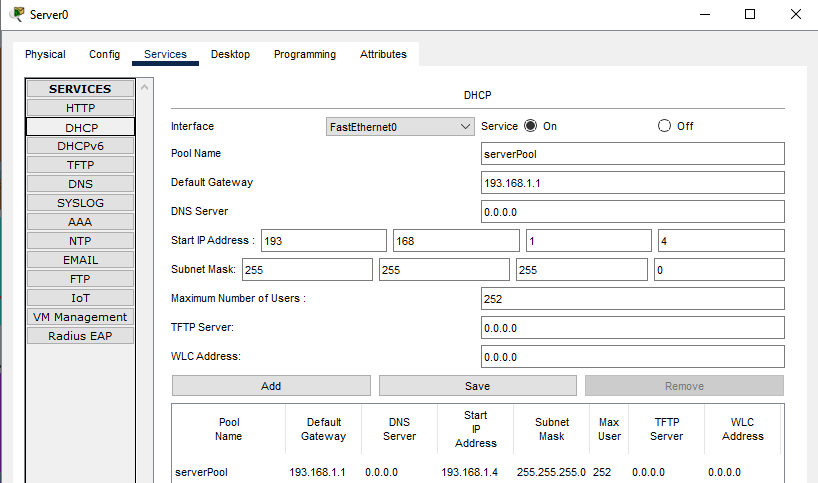 Server0
Physical Config Services Desktop Programming Attributes
SERVICES
HTTP
DHCP
DHCPv6
TFTP
DNS
SYSLOG
AAA
NTP
EMAIL
FTP
IoT
VM Management
Radius EAP
DHCP
Interface FastEthernet0 Service On Off
Pool Name serverPool
Default Gateway 193.168.1.1
DNS Server 0.0.0.0
Start IP Address : 193 168 1 4
Subnet Mask: 255 255 255 0
Maximum Number of Users : 252
TFTP Server: 0.0.0.0
WLC Address: 0.0.0.0
Add Save Remove
Pool Name Default Gateway DNS Server Start IP Address Subnet Mask Max User TFTP Server WLC Address
serverPool 193.168.1.1 0.0.0.0 193.168.1.4 255.255.255.0 252 0.0.0.0 0.0.0.0